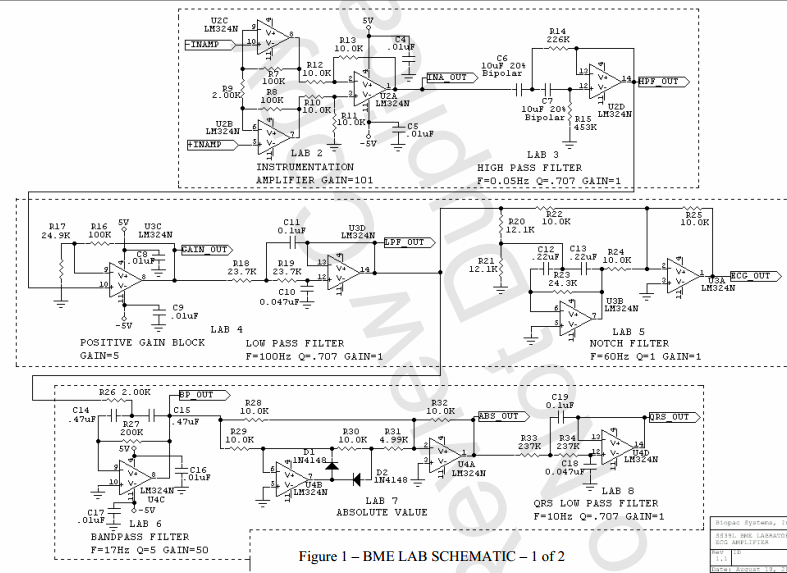 U2C
LM324N
-INAMP
R7
100K
R9
2.00K
R8
100K
U2B
LM324N
+INAMP
R12
10.0K
R10
10.0K
R13
10.0K
R11
10.0K
5V
C4
.01uF
U2A
LM324N
C5
.01uF
-5V
INA_OUT
LAB 2
INSTRUMENTATION
AMPLIFIER GAIN=101
C6
10uF 20%
Bipolar
C7
10uF 20%
Bipolar
R14
226K
R15
453K
U2D
LM324N
HPF_OUT
LAB 3
HIGH PASS FILTER
F=0.05Hz Q=.707 GAIN=1
R17
24.9K
R16
100K
5V
U3C
LM324N
C8
.01uF
GAIN_OUT
C9
.01uF
-5V
LAB 4
POSITIVE GAIN BLOCK
GAIN=5
R18
23.7K
R19
23.7K
C11
0.1uF
C10
0.047uF
U3D
LM324N
LPF_OUT
LOW PASS FILTER
F=100Hz Q=.707 GAIN=1
R20
12.1K
R21
12.1K
R22
10.0K
C12
.22uF
C13
.22uF
R23
24.3K
R24
10.0K
R25
10.0K
U3B
LM324N
U3A
LM324N
ECG_OUT
LAB 5
NOTCH FILTER
F=60Hz Q=1 GAIN=1
R26 2.00K
BP_OUT
C14
.47uF
C15
.47uF
R27
200K
5V
C16
.01uF
LM324N
U4C
-5V
C17
.01uF
LAB 6
BANDPASS FILTER
F=17Hz Q=5 GAIN=50
R28
10.0K
R29
10.0K
R30
10.0K
R31
4.99K
R32
10.0K
D1
1N4148
D2
1N4148
U4B
LM324N
U4A
LM324N
ABS_OUT
LAB 7
ABSOLUTE VALUE
R33
237K
R34
237K
C19
0.1uF
C18
0.047uF
U4D
LM324N
QRS_OUT
LAB 8
QRS LOW PASS FILTER
F=10Hz Q=.707 GAIN=1
Figure 1 – BME LAB SCHEMATIC – 1 of 2
Biopac Systems,
ECG AMPLIFIER
Rev ID
1.1
Date: August